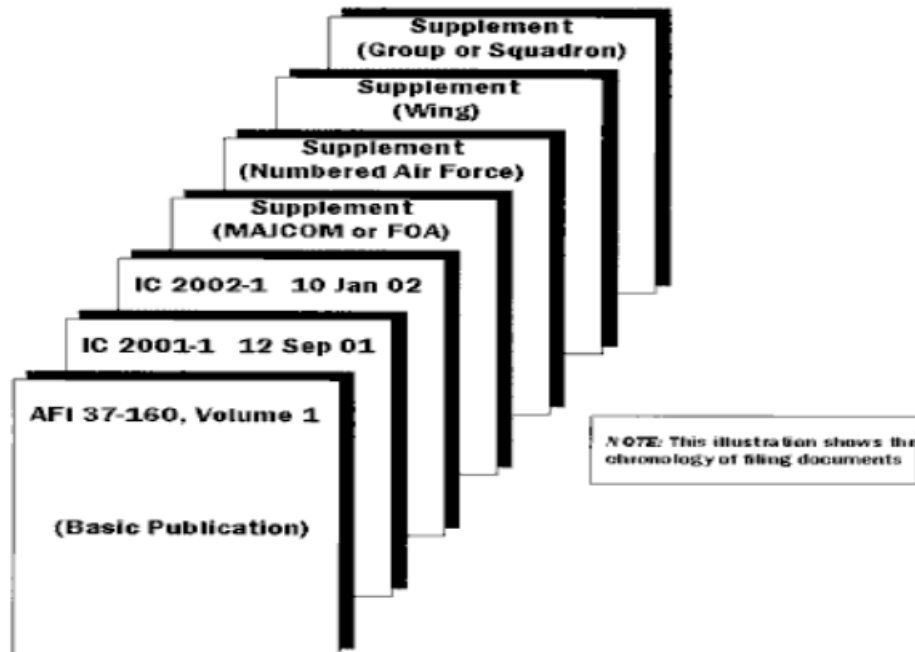 Supplement
(Group or Squadron)
Supplement
(Wing)
Supplement
(Numbered Air Force)
Supplement
(MAJCOM or FOA)
IC 2002-1 10 Jan 02
IC 2001-1 12 Sep 01
AFI 37-160, Volume 1
(Basic Publication)
NOTE: This illustration shows the
chronology of filing documents